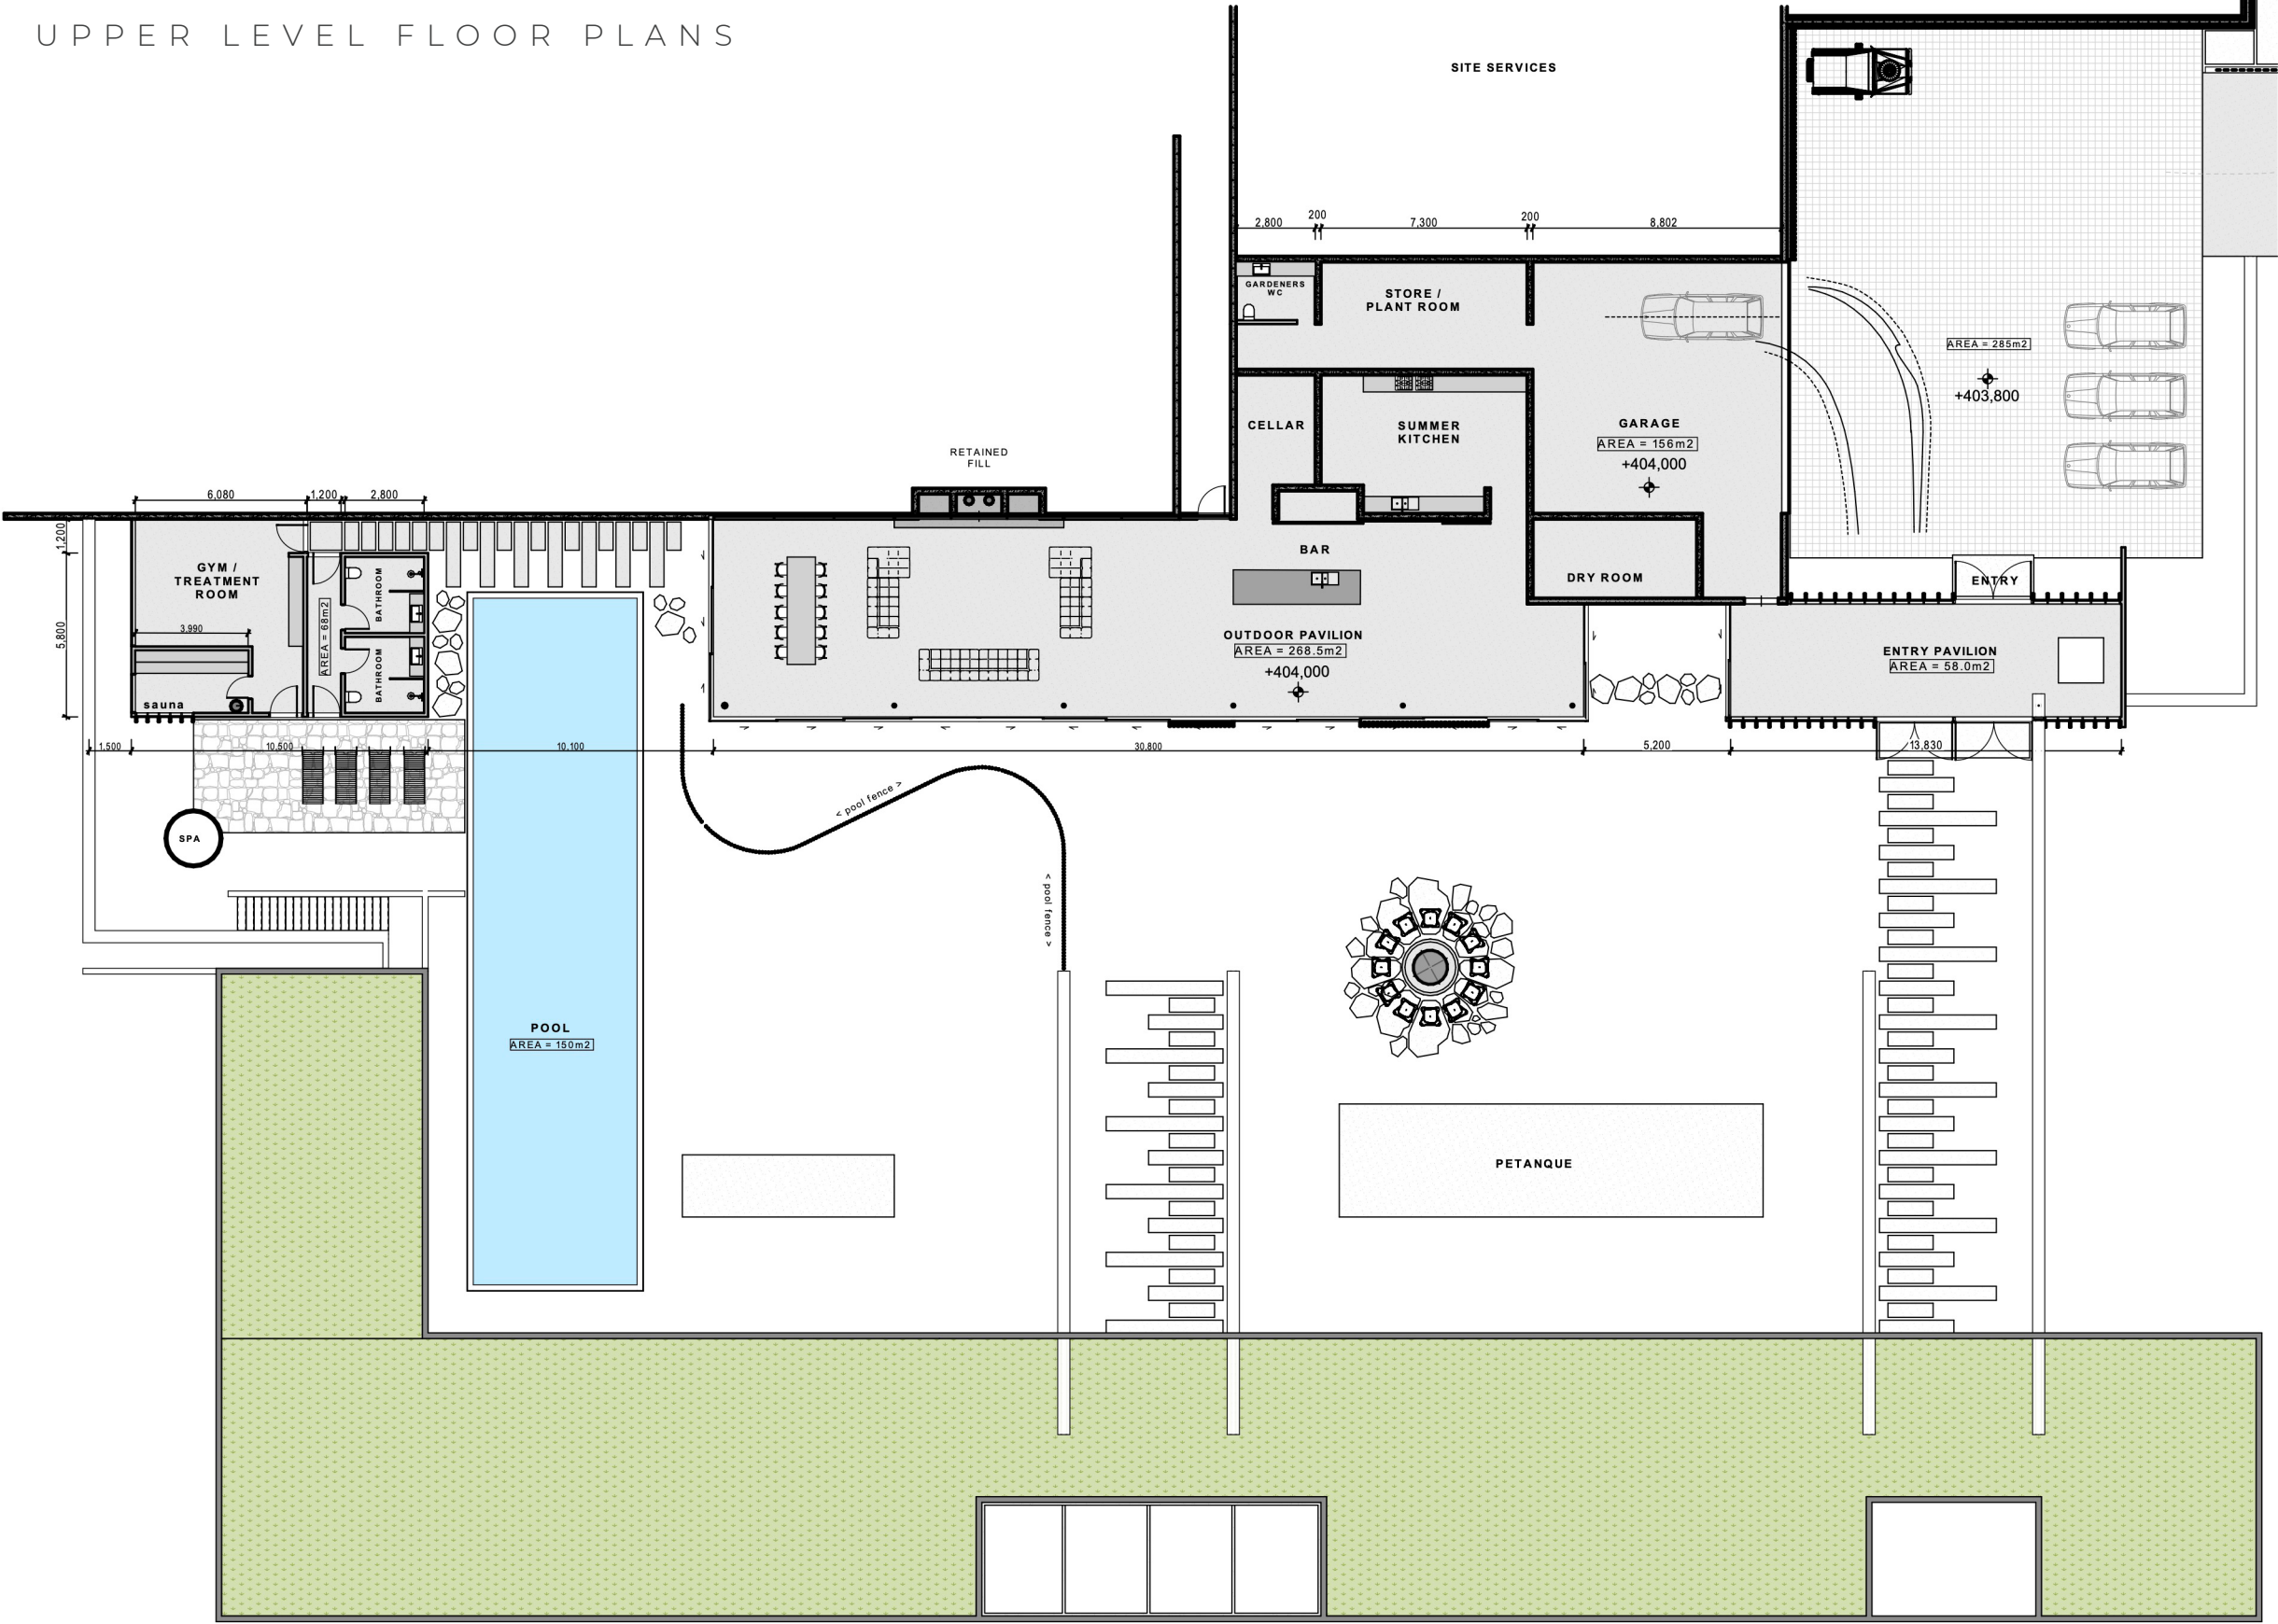 UPPER LEVEL FLOOR PLANS
SITE SERVICES
2,800
200
7,300
200
8,802
GARDENERS
WC
STORE /
PLANT ROOM
AREA = 285m2
+403,800
CELLAR
SUMMER
KITCHEN
GARAGE
AREA = 156m2
+404,000
RETAINED
FILL
6,080
1,200
2,800
1,200
5,800
GYM /
TREATMENT
ROOM
3.990
sauna
AREA = 68m2
BATHROOM
BATHROOM
BAR
DRY ROOM
ENTRY
OUTDOOR PAVILION
AREA = 268.5m2
+404,000
ENTRY PAVILION
AREA = 58.0m2
1,500
10,500
10,100
30,800
5,200
13,830
< pool fence >
SPA
< pool fence >
POOL
AREA = 150m2
PETANQUE